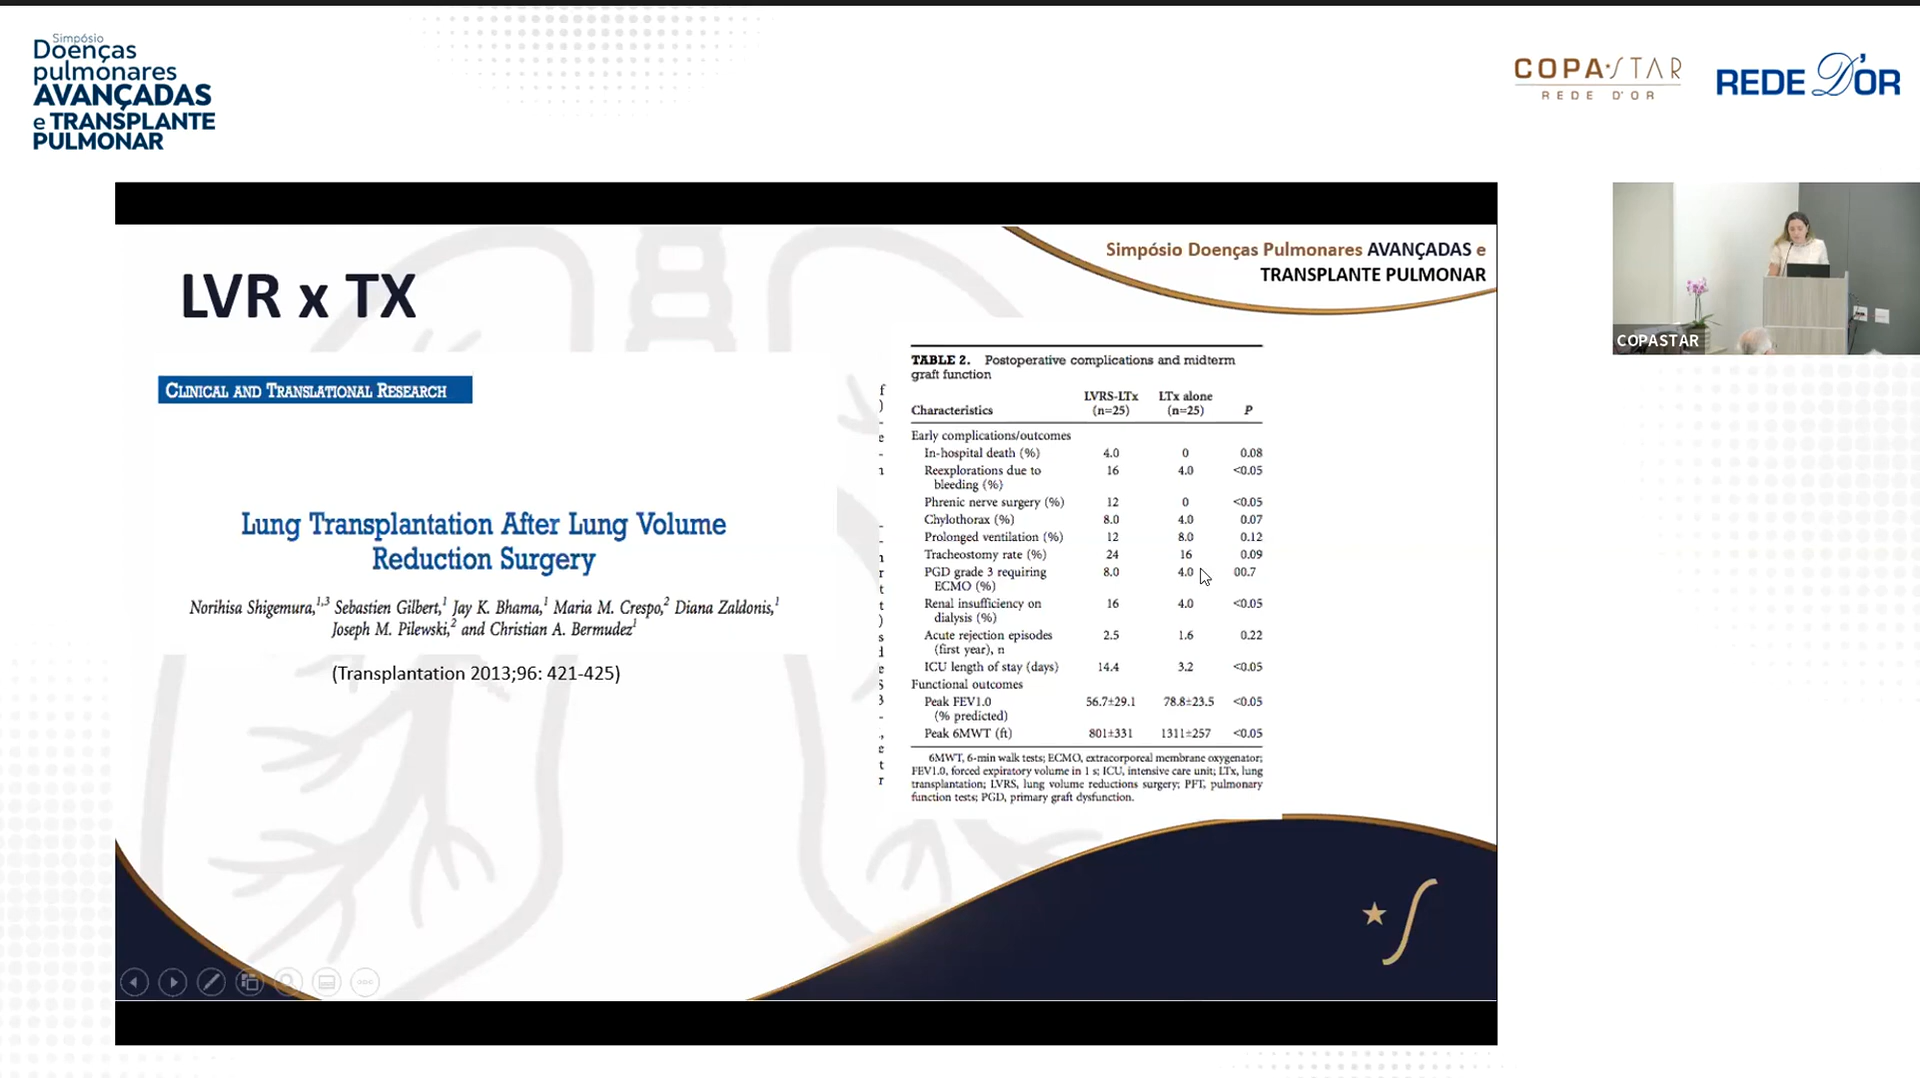 Simpósio
Doenças
pulmonares
AVANÇADAS
e TRANSPLANTE
PULMONAR
COPA·STAR
REDE D'OR
REDE D'OR
Simpósio Doenças Pulmonares AVANÇADAS e
TRANSPLANTE PULMONAR
LVR x TX
CLINICAL AND TRANSLATIONAL RESEARCH
Lung Transplantation After Lung Volume
Reduction Surgery
Norihisa Shigemura,1,3 Sebastien Gilbert,1 Jay K. Bhama,1 Maria M. Crespo,2 Diana Zaldonis,1
Joseph M. Pilewski,2 and Christian A. Bermudez1
(Transplantation 2013;96: 421-425)
TABLE 2. Postoperative complications and midterm
graft function
LVRS-LTx LTx alone
Characteristics (n=25) (n=25) P
Early complications/outcomes
In-hospital death (%) 4.0 0 0.08
Reexplorations due to 16 4.0 <0.05
bleeding (%)
Phrenic nerve surgery (%) 12 0 <0.05
Chylothorax (%) 8.0 4.0 0.07
Prolonged ventilation (%) 12 8.0 0.12
Tracheostomy rate (%) 24 16 0.09
PGD grade 3 requiring 8.0 4.0 00.7
ECMO (%)
Renal insufficiency on 16 4.0 <0.05
dialysis (%)
Acute rejection episodes 2.5 1.6 0.22
(first year), n
ICU length of stay (days) 14.4 3.2 <0.05
Functional outcomes
Peak FEV1.0 56.7±29.1 78.8±23.5 <0.05
(% predicted)
Peak 6MWT (ft) 801±331 1311±257 <0.05
6MWT, 6-min walk tests; ECMO, extracorporeal membrane oxygenator;
FEV1.0, forced expiratory volume in 1 s; ICU, intensive care unit; LTx, lung
transplantation; LVRS, lung volume reductions surgery; PFT, pulmonary
function tests; PGD, primary graft dysfunction.
COPASTAR